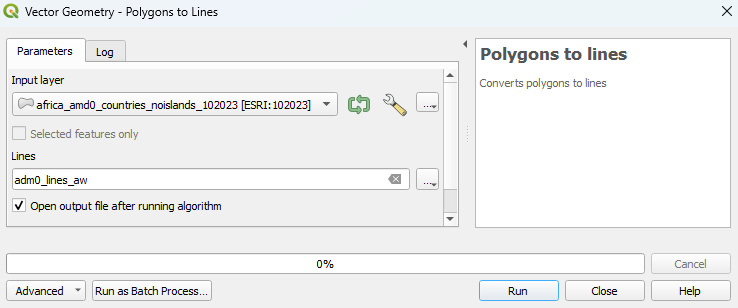 Vector Geometry - Polygons to Lines
Parameters
Log
Input layer
africa_amd0_countries_noislands_102023 [ESRI:102023]
...
Selected features only
Lines
adm0_lines_aw
...
Open output file after running algorithm
Polygons to lines
Converts polygons to lines
0%
Cancel
Advanced
Run as Batch Process...
Run
Close
Help